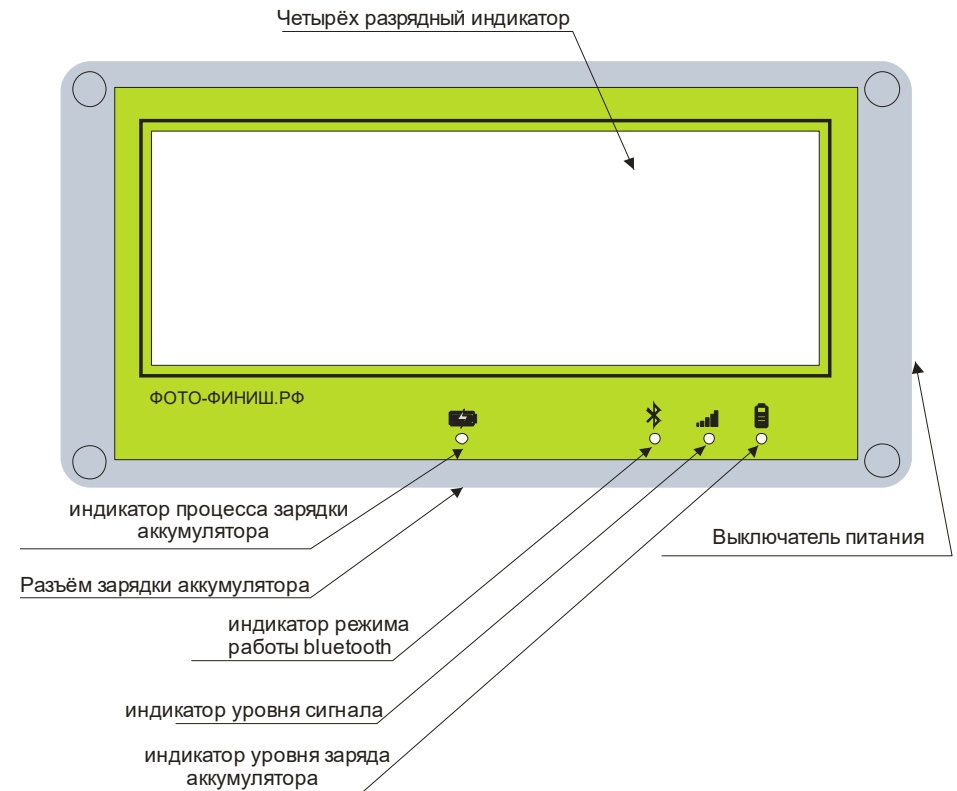 Четырёх разрядный индикатор
ФОТО-ФИНИШ.РФ
индикатор процесса зарядки
аккумулятора
Выключатель питания
Разъём зарядки аккумулятора
индикатор режима
работы bluetooth
индикатор уровня сигнала
индикатор уровня заряда
аккумулятора